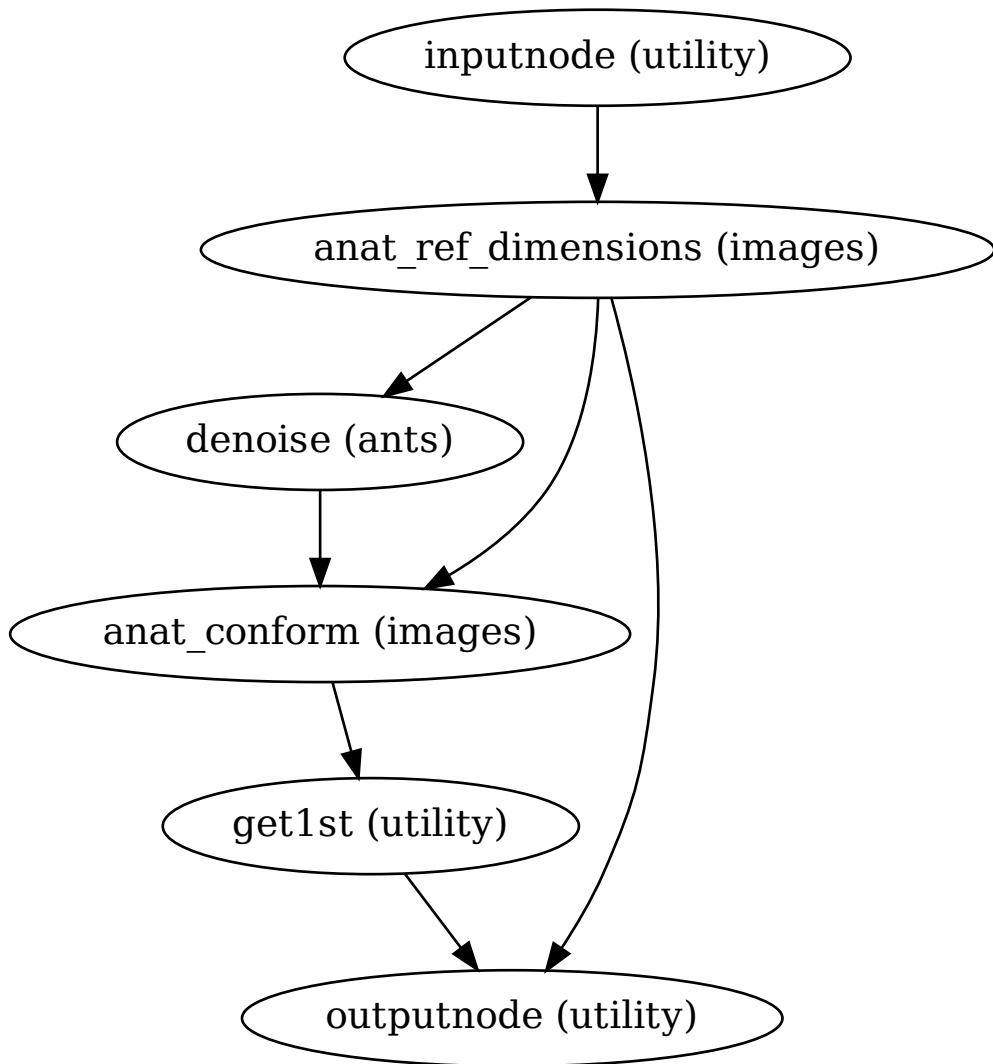 inputnode (utility)
anat_ref_dimensions (images)
denoise (ants)
anat_conform (images)
get1st (utility)
outputnode (utility)